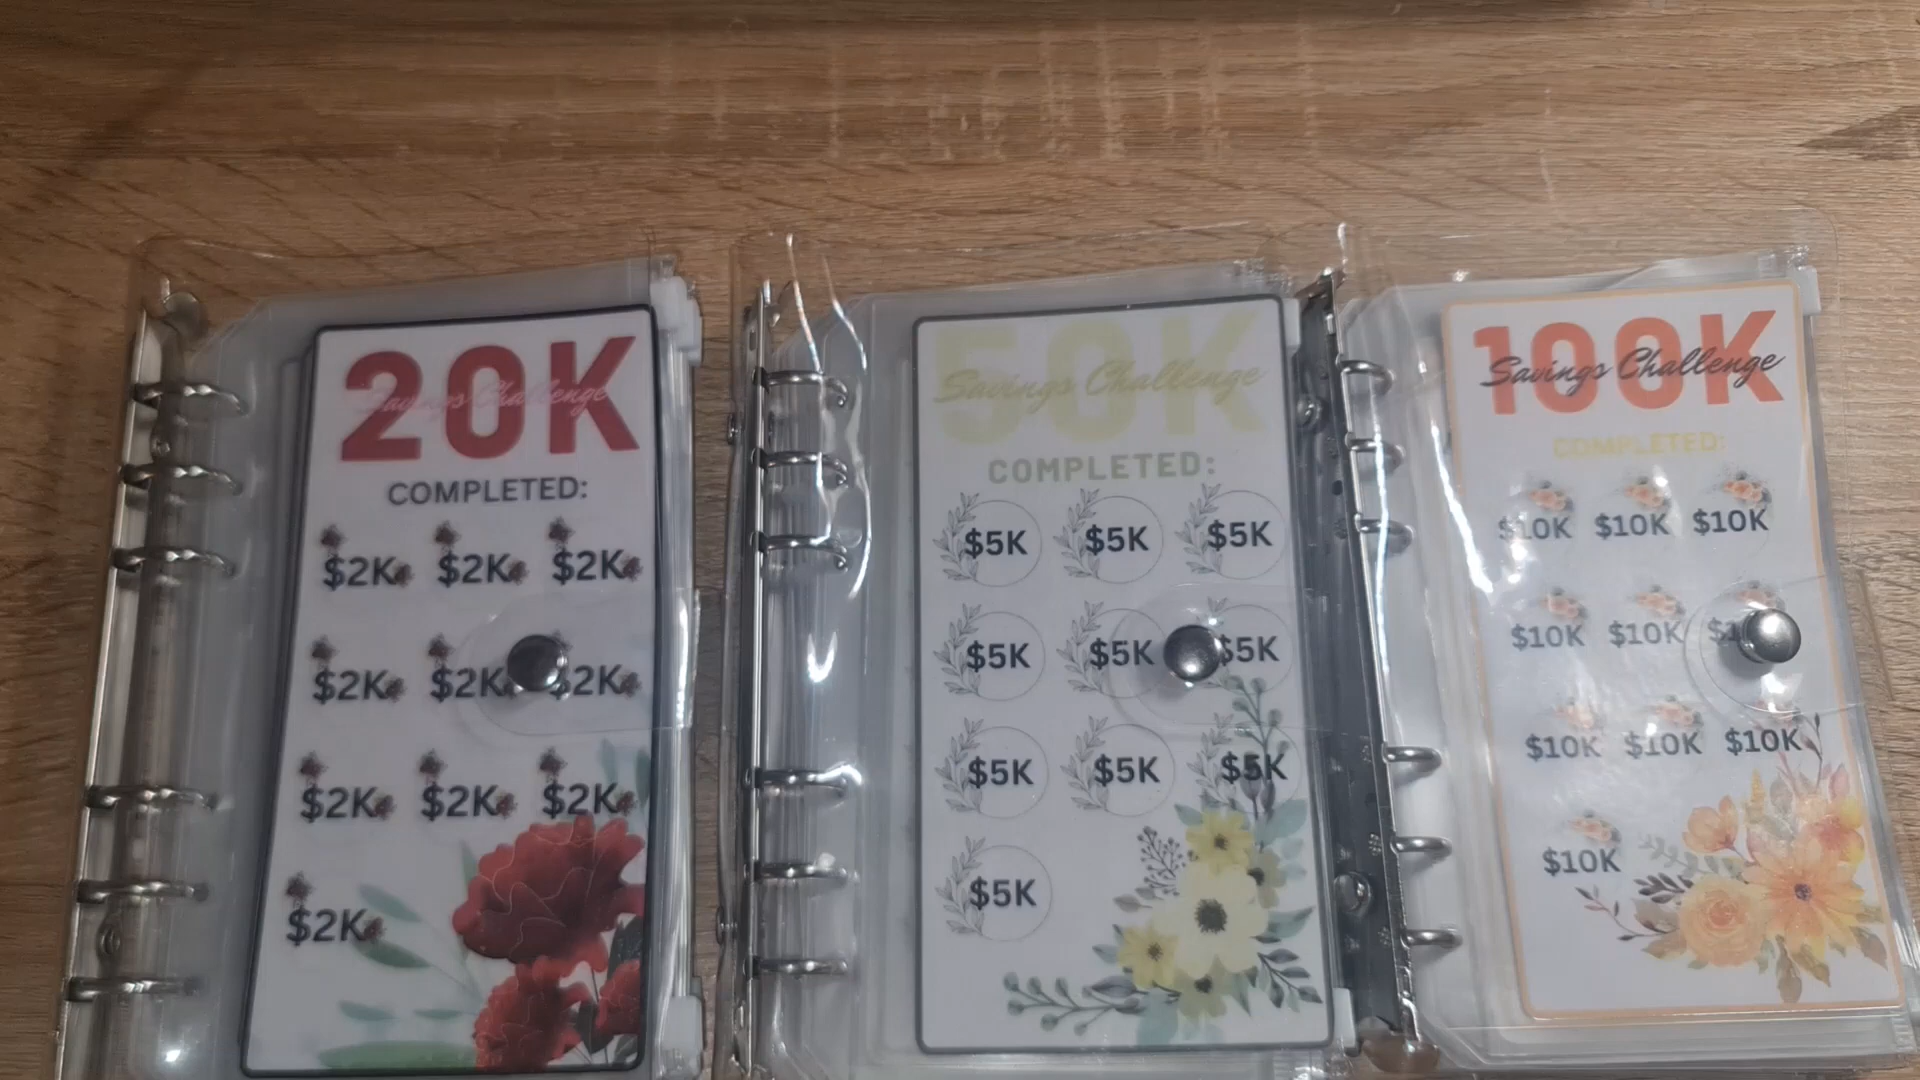 20K
Savings Challenge
COMPLETED:
$2K $2K $2K
$2K $2K $2K
$2K $2K $2K
$2K
50K
Savings Challenge
COMPLETED:
$5K $5K $5K
$5K $5K $5K
$5K $5K $5K
$5K
100K
Savings Challenge
COMPLETED:
$10K $10K $10K
$10K $10K
$10K $10K $10K
$10K